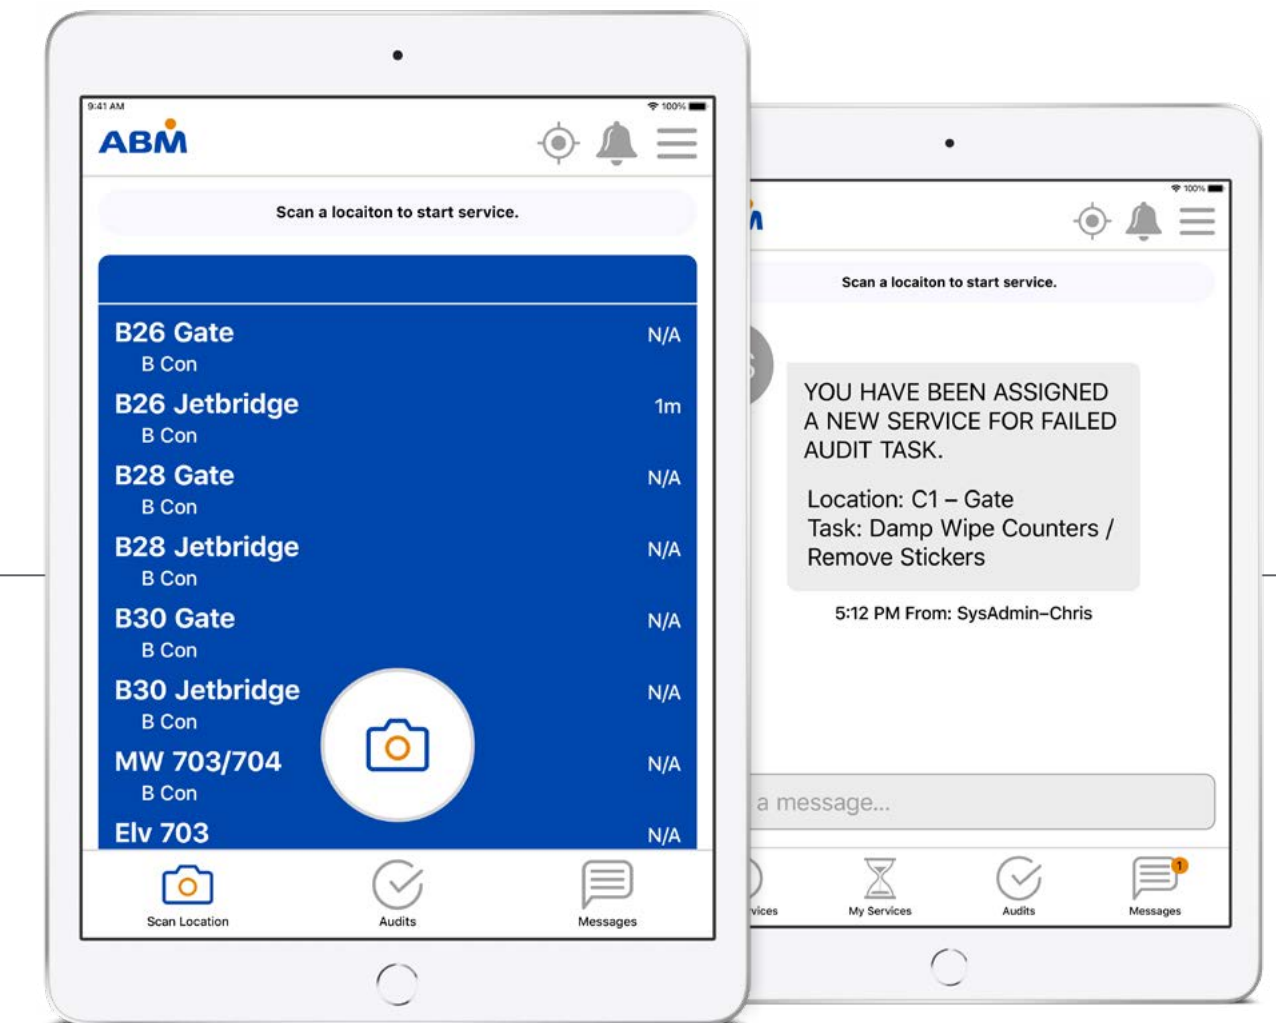 9:41 AM
100%
ABM
Scan a locaiton to start service.
B26 Gate
N/A
B Con
B26 Jetbridge
1m
B Con
B28 Gate
N/A
B Con
B28 Jetbridge
N/A
B Con
B30 Gate
N/A
B Con
B30 Jetbridge
N/A
B Con
MW 703/704
N/A
B Con
Elv 703
N/A
Scan Location
Audits
Messages
100%
Scan a locaiton to start service.
YOU HAVE BEEN ASSIGNED
A NEW SERVICE FOR FAILED
AUDIT TASK.
Location: C1 – Gate
Task: Damp Wipe Counters /
Remove Stickers
5:12 PM From: SysAdmin–Chris
a message...
1
My Services
Audits
Messages